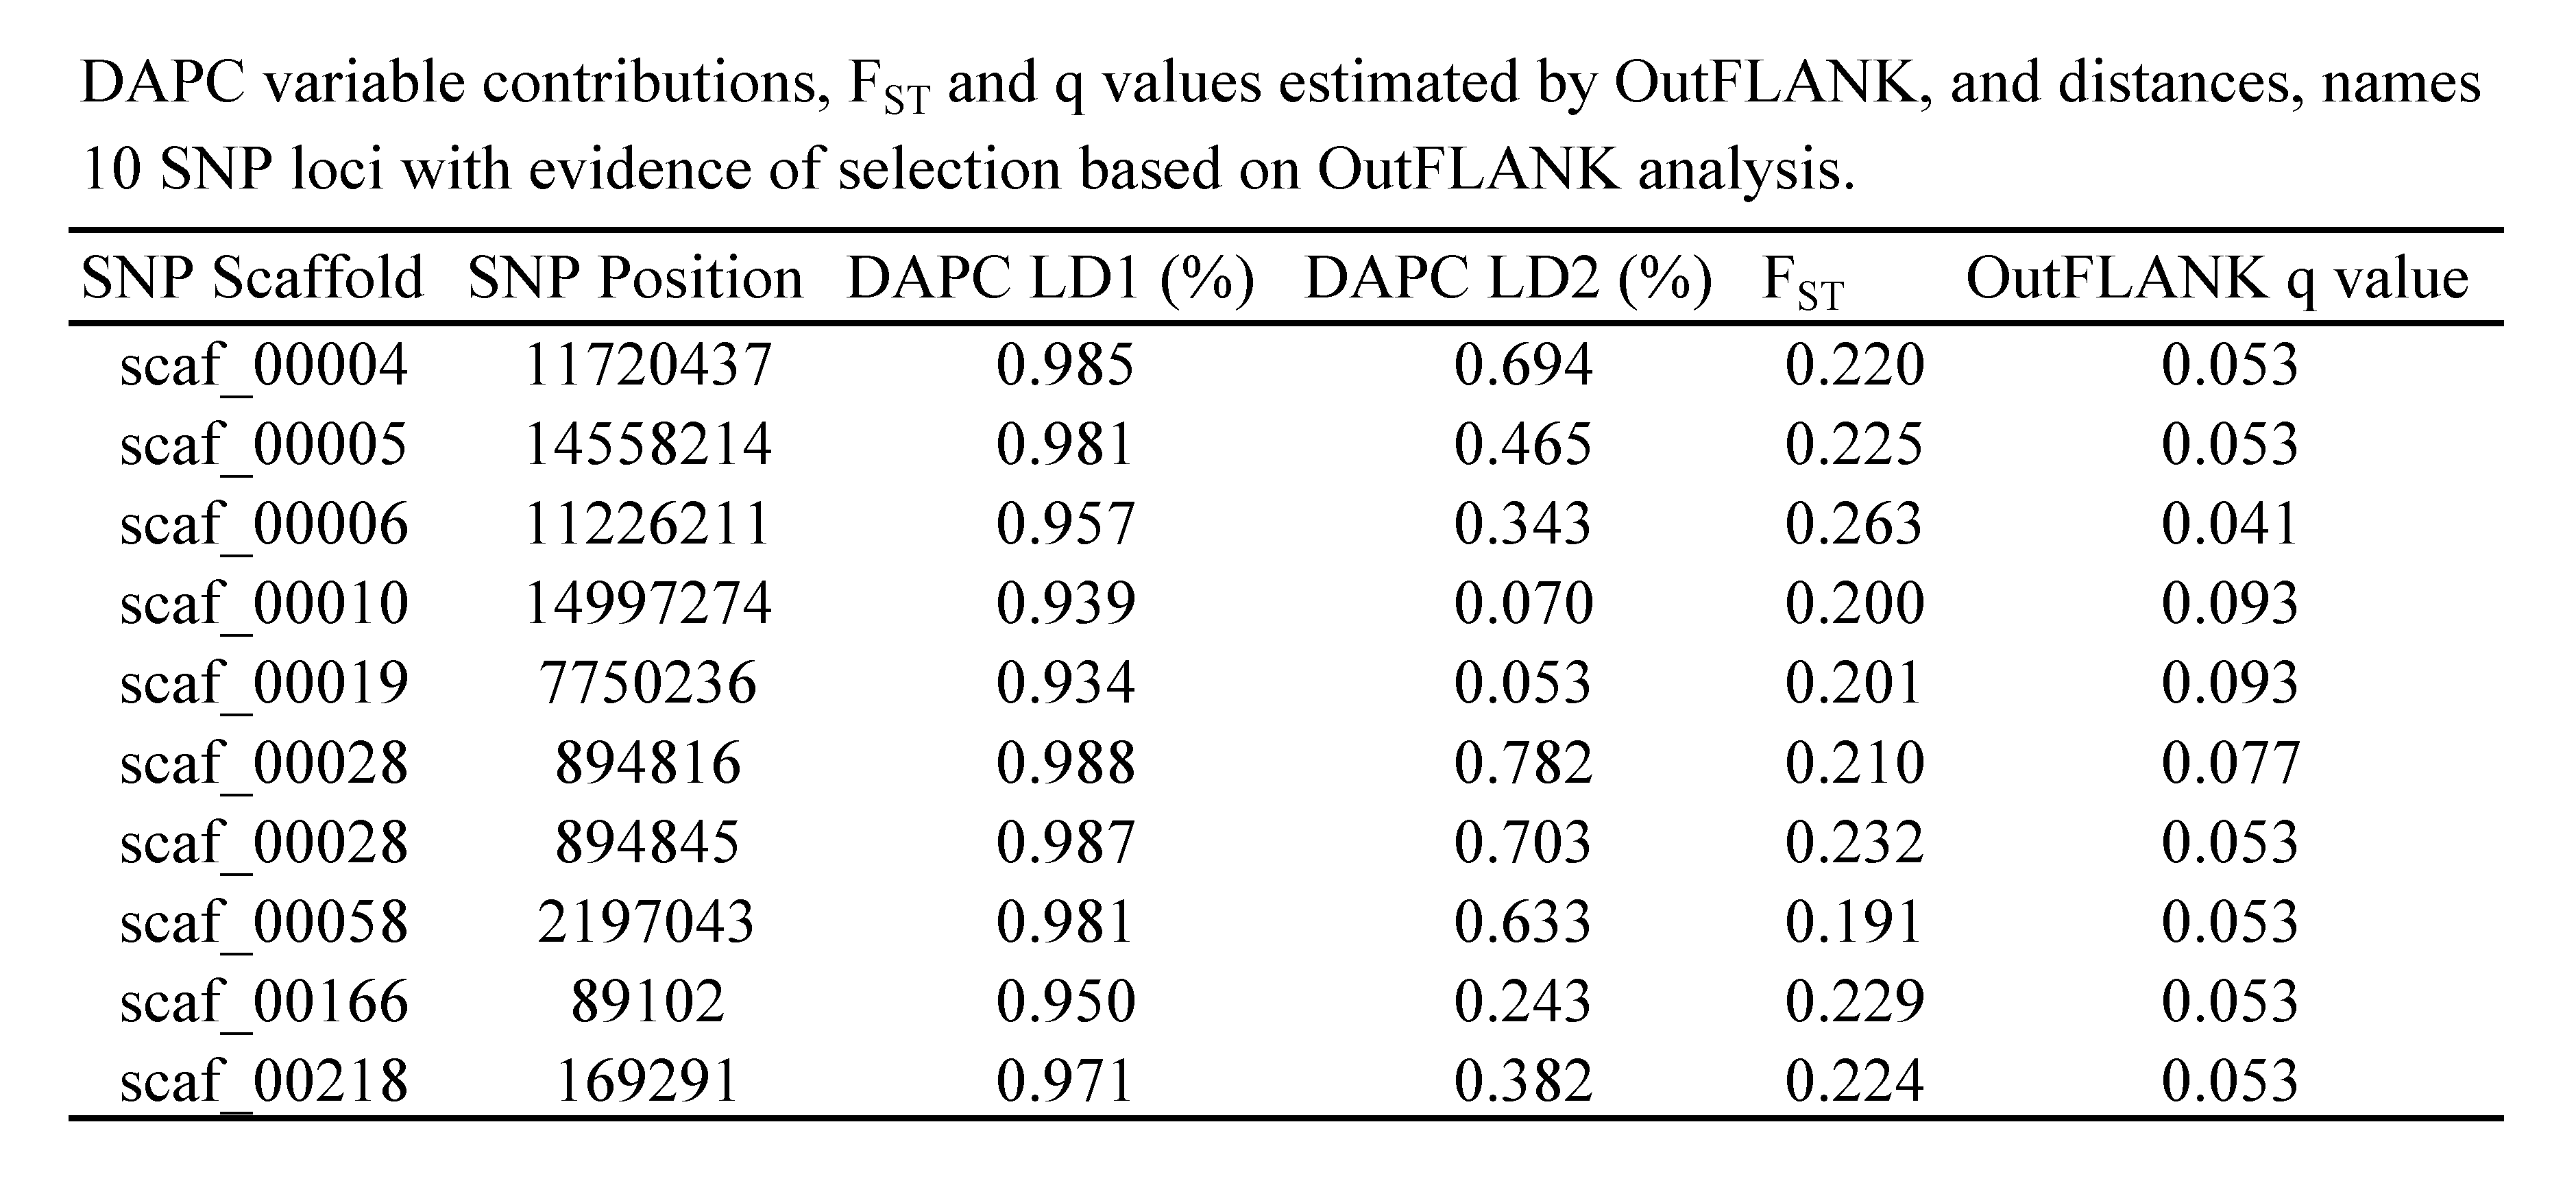 DAPC variable contributions, FST and q values estimated by OutFLANK, and distances, names
10 SNP loci with evidence of selection based on OutFLANK analysis.
SNP Scaffold SNP Position DAPC LD1 (%) DAPC LD2 (%) FST OutFLANK q value
scaf_00004 11720437 0.985 0.694 0.220 0.053
scaf_00005 14558214 0.981 0.465 0.225 0.053
scaf_00006 11226211 0.957 0.343 0.263 0.041
scaf_00010 14997274 0.939 0.070 0.200 0.093
scaf_00019 7750236 0.934 0.053 0.201 0.093
scaf_00028 894816 0.988 0.782 0.210 0.077
scaf_00028 894845 0.987 0.703 0.232 0.053
scaf_00058 2197043 0.981 0.633 0.191 0.053
scaf_00166 89102 0.950 0.243 0.229 0.053
scaf_00218 169291 0.971 0.382 0.224 0.053